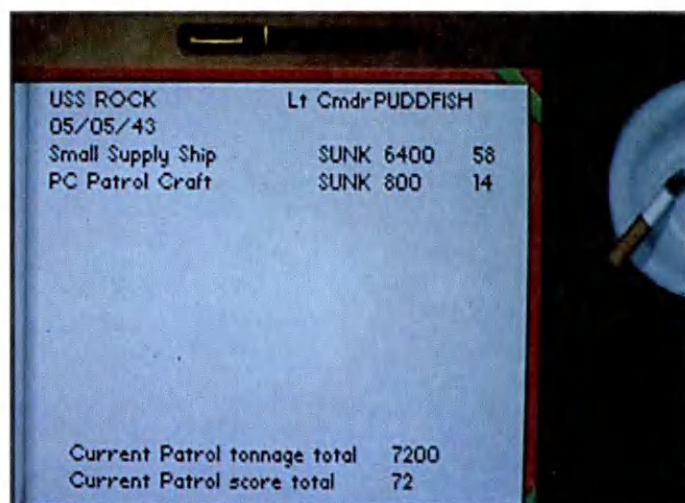 USS ROCK Lt Cmdr PUDDFISH
05/05/43
Small Supply Ship SUNK 6400 58
PC Patrol Craft SUNK 800 14
Current Patrol tonnage total 7200
Current Patrol score total 72